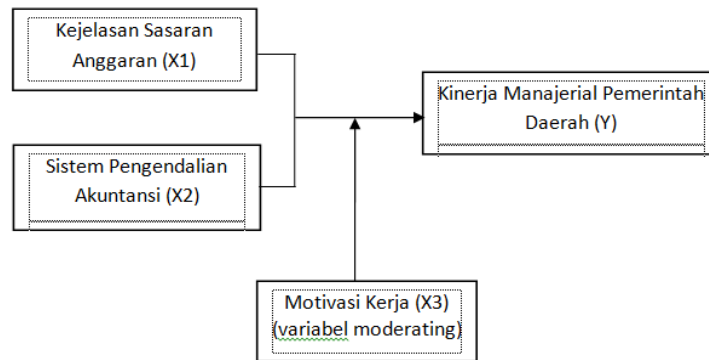 Kejelasan Sasaran
Anggaran (X1)
Kinerja Manajerial Pemerintah
Daerah (Y)
Sistem Pengendalian
Akuntansi (X2)
Motivasi Kerja (X3)
(variabel moderating)